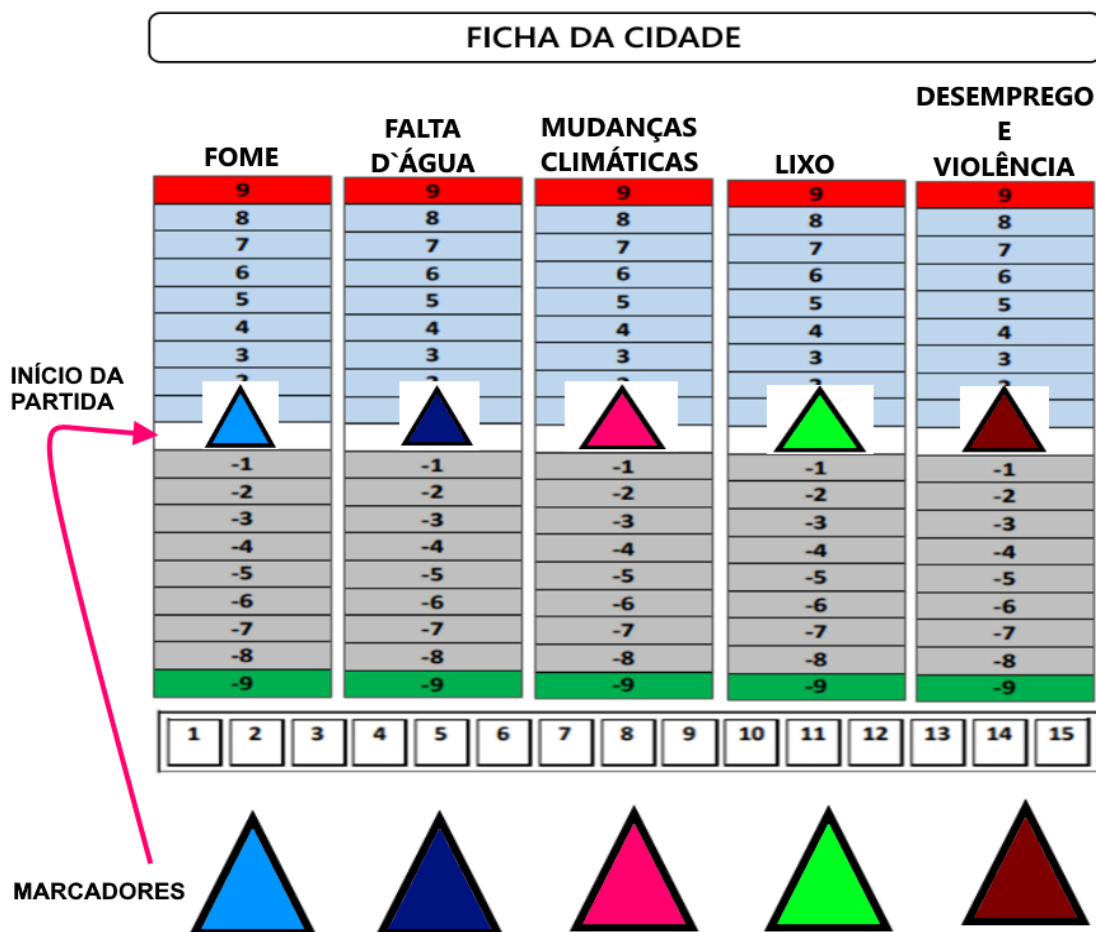 FICHA DA CIDADE
FOME
FALTA
D`ÁGUA
MUDANÇAS
CLIMÁTICAS
LIXO
DESEMPREGO
E
VIOLÊNCIA
9 9 9 9 9
8 8 8 8 8
7 7 7 7 7
6 6 6 6 6
5 5 5 5 5
4 4 4 4 4
3 3 3 3 3
INÍCIO DA
PARTIDA
-1 -1 -1 -1 -1
-2 -2 -2 -2 -2
-3 -3 -3 -3 -3
-4 -4 -4 -4 -4
-5 -5 -5 -5 -5
-6 -6 -6 -6 -6
-7 -7 -7 -7 -7
-8 -8 -8 -8 -8
-9 -9 -9 -9 -9
1 2 3 4 5 6 7 8 9 10 11 12 13 14 15
MARCADORES